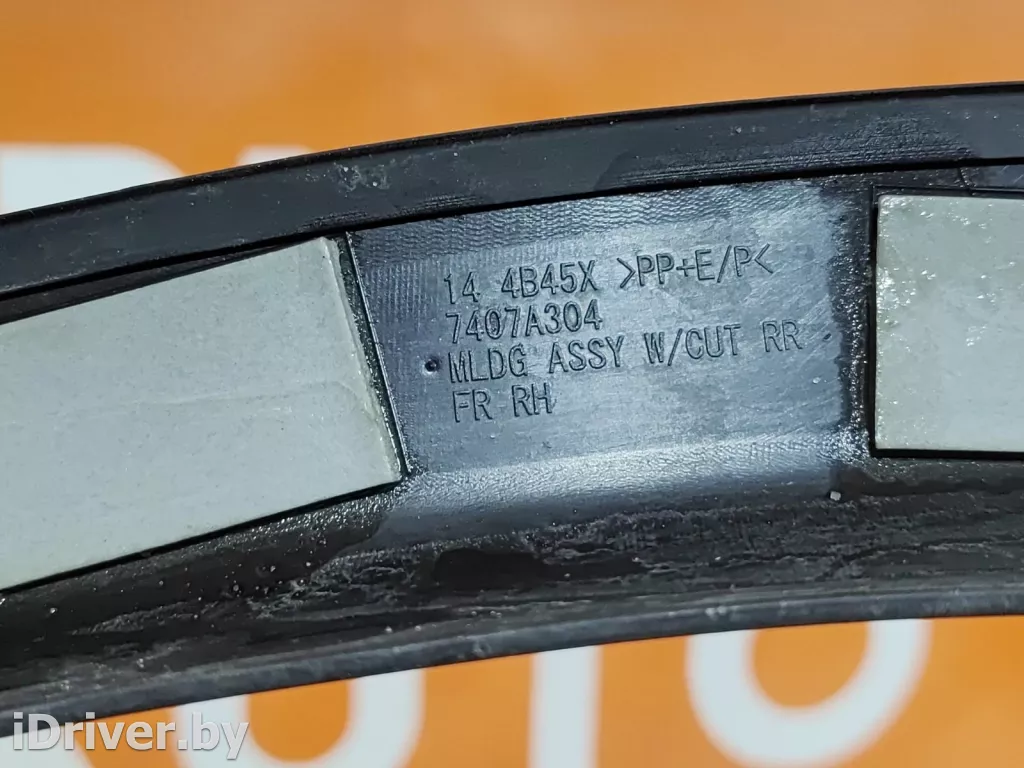 14 4B45X >PP+E/P<
7407A304
MLDG ASSY W/CUT RR
FR RH
iDriver.by